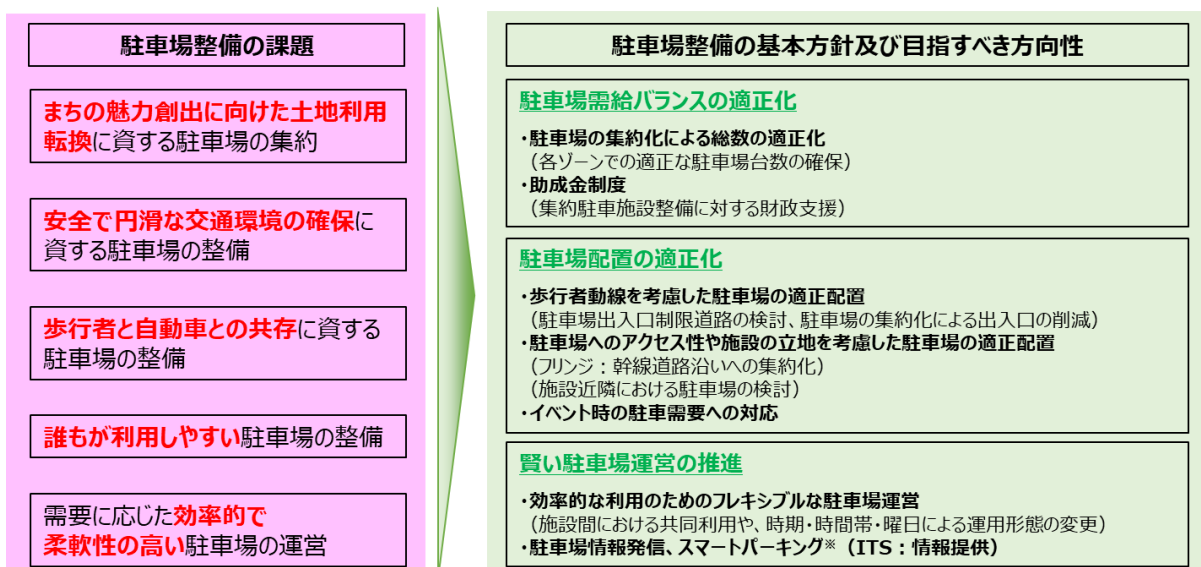 駐車場整備の課題
まちの魅力創出に向けた土地利用
転換に資する駐車場の集約
安全で円滑な交通環境の確保に
資する駐車場の整備
歩行者と自動車との共存に資する
駐車場の整備
誰もが利用しやすい駐車場の整備
需要に応じた効率的で
柔軟性の高い駐車場の運営
駐車場整備の基本方針及び目指すべき方向性
駐車場需給バランスの適正化
・駐車場の集約化による総数の適正化
（各ゾーンでの適正な駐車場台数の確保）
・助成金制度
（集約駐車施設整備に対する財政支援）
駐車場配置の適正化
・歩行者動線を考慮した駐車場の適正配置
（駐車場出入口制限道路の検討、駐車場の集約化による出入口の削減）
・駐車場へのアクセス性や施設の立地を考慮した駐車場の適正配置
（フリンジ：幹線道路沿いへの集約化）
（施設近隣における駐車場の検討）
・イベント時の駐車需要への対応
賢い駐車場運営の推進
・効率的な利用のためのフレキシブルな駐車場運営
（施設間における共同利用や、時期・時間帯・曜日による運用形態の変更）
・駐車場情報発信、スマートパーキング※（ITS：情報提供）